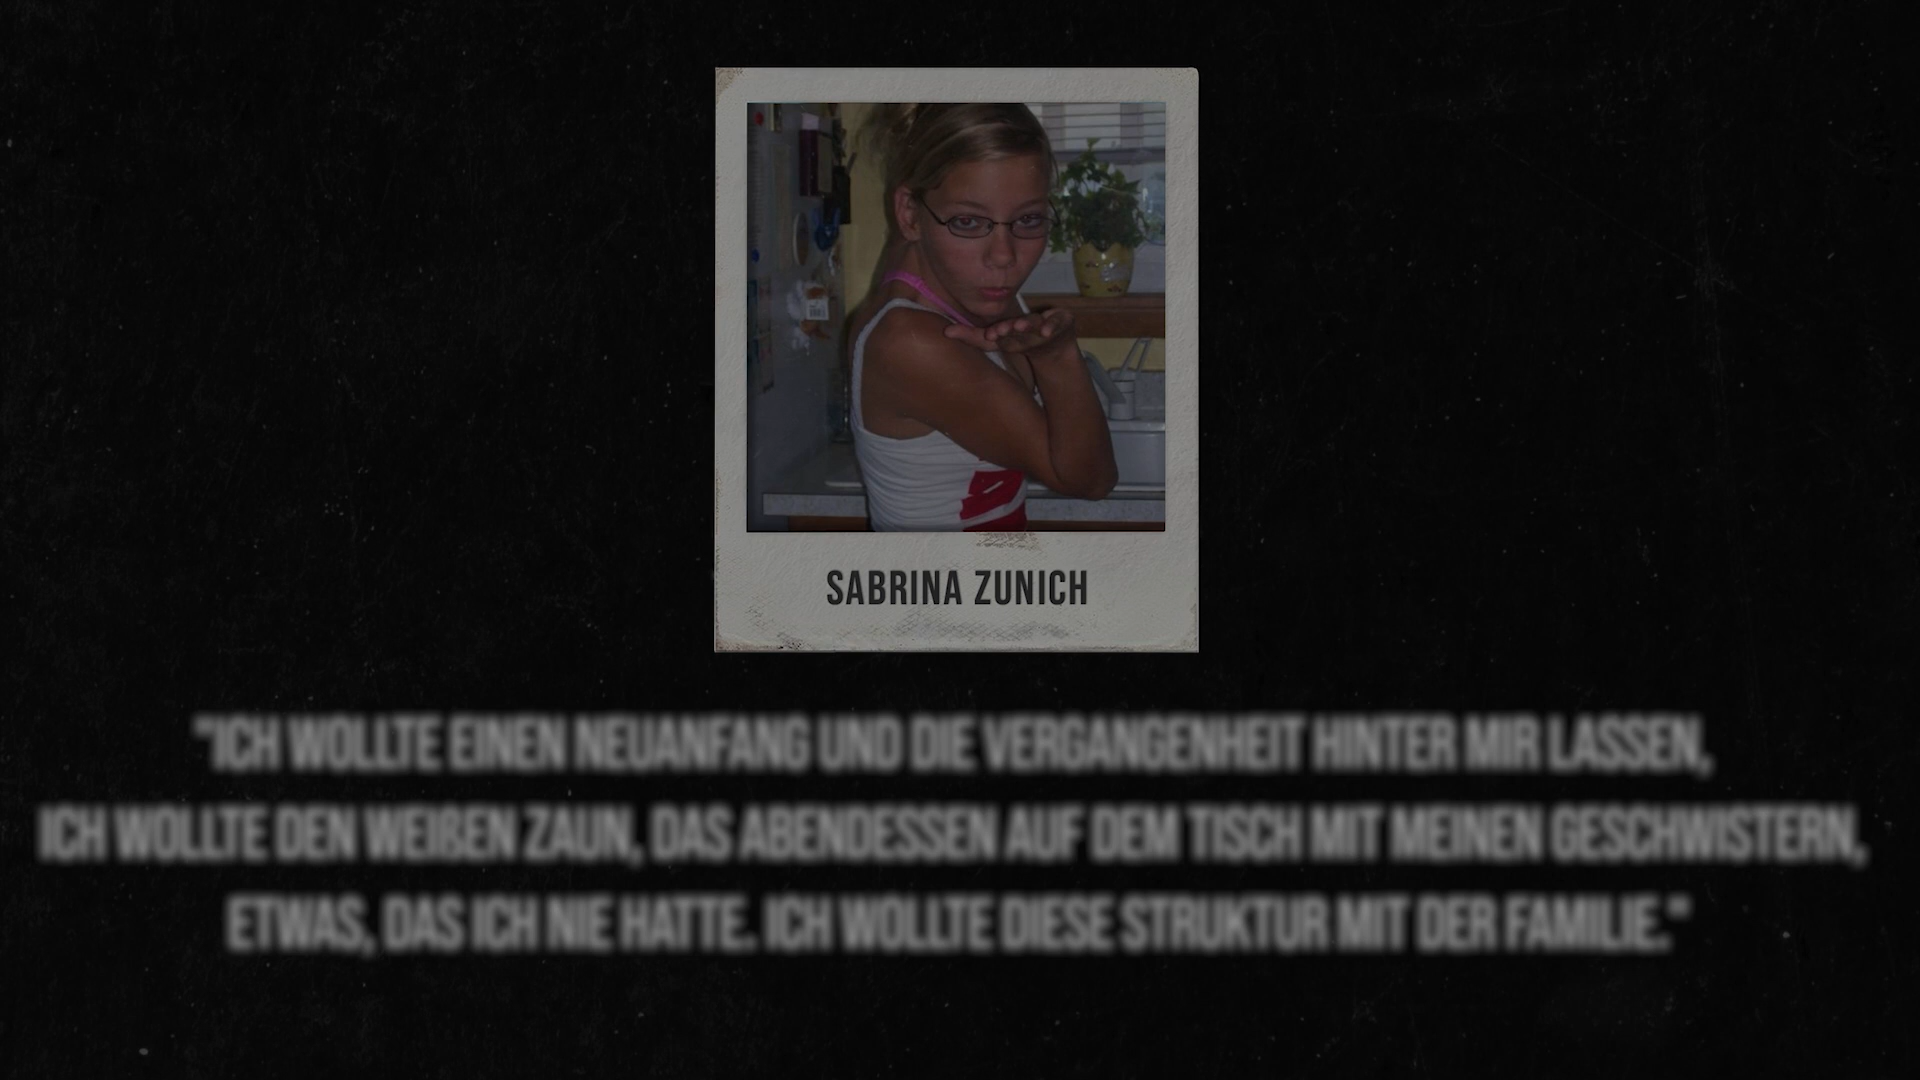 SABRINA ZUNICH
"ICH WOLLTE EINEN NEUANFANG UND DIE VERGANGENHEIT HINTER MIR LASSEN,
ICH WOLLTE DEN WEIßEN ZAUN, DAS ABENDESSEN AUF DEM TISCH MIT MEINEN GESCHWISTERN,
ETWAS, DAS ICH NIE HATTE. ICH WOLLTE DIESE STRUKTUR MIT DER FAMILIE."